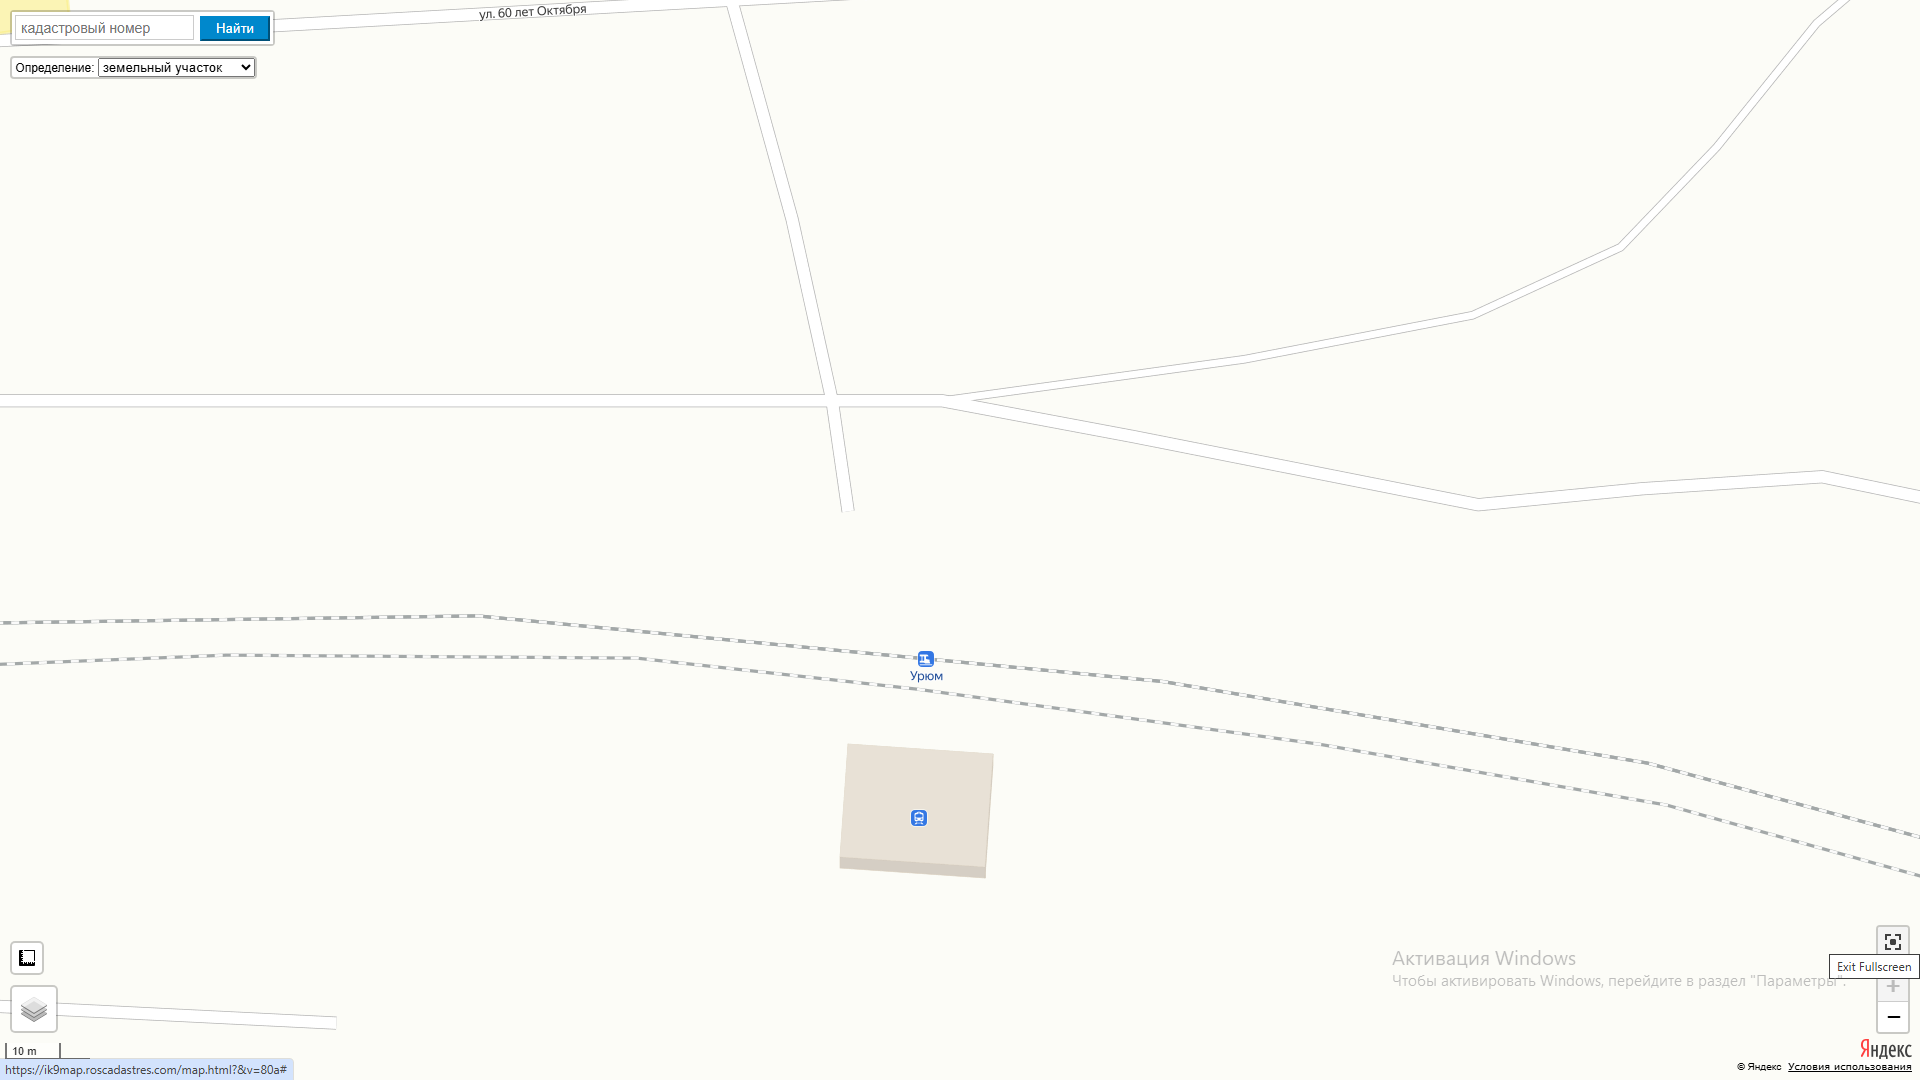 ул. 60 лет Октября
кадастровый номер
Найти
Определение:
земельный участок
Урюм
Активация Windows
Чтобы активировать Windows, перейдите в раздел "Параметры".
Exit Fullscreen
+
−
10 m
Яндекс
© Яндекс Условия использования
https://ik9map.roscadastres.com/map.html?&v=80a#